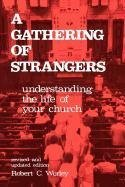 A
GATHERING
OF
STRANGERS
understanding
the life of
your church
revised and
updated edition
Robert C. Worley